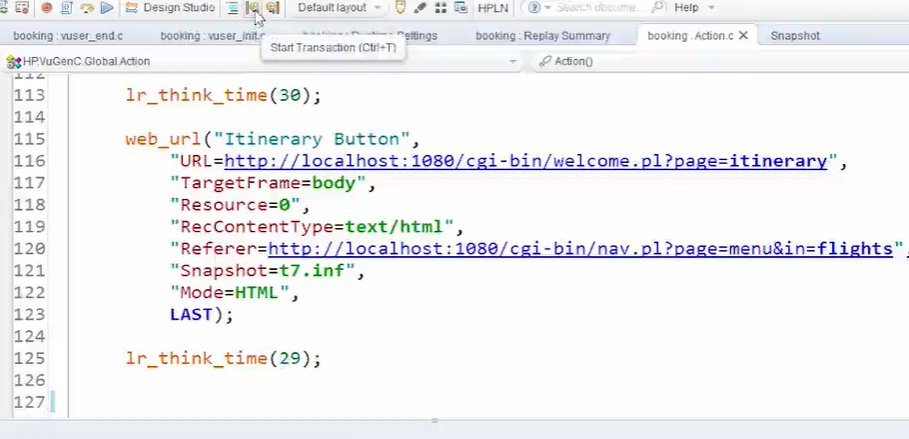 Design Studio Default layout HPLN Search docume Help
booking : vuser_end.c booking : vuser_init.c Settings booking : Replay Summary booking : Action.c Snapshot
Start Transaction (Ctrl+T)
HP.VuGenC.Global.Action Action()
113 lr_think_time(30);
114
115 web_url("Itinerary Button",
116 "URL=http://localhost:1080/cgi-bin/welcome.pl?page=itinerary",
117 "TargetFrame=body",
118 "Resource=0",
119 "RecContentType=text/html",
120 "Referer=http://localhost:1080/cgi-bin/nav.pl?page=menu&in=flights"
121 "Snapshot=t7.inf",
122 "Mode=HTML",
123 LAST);
124
125 lr_think_time(29);
126
127